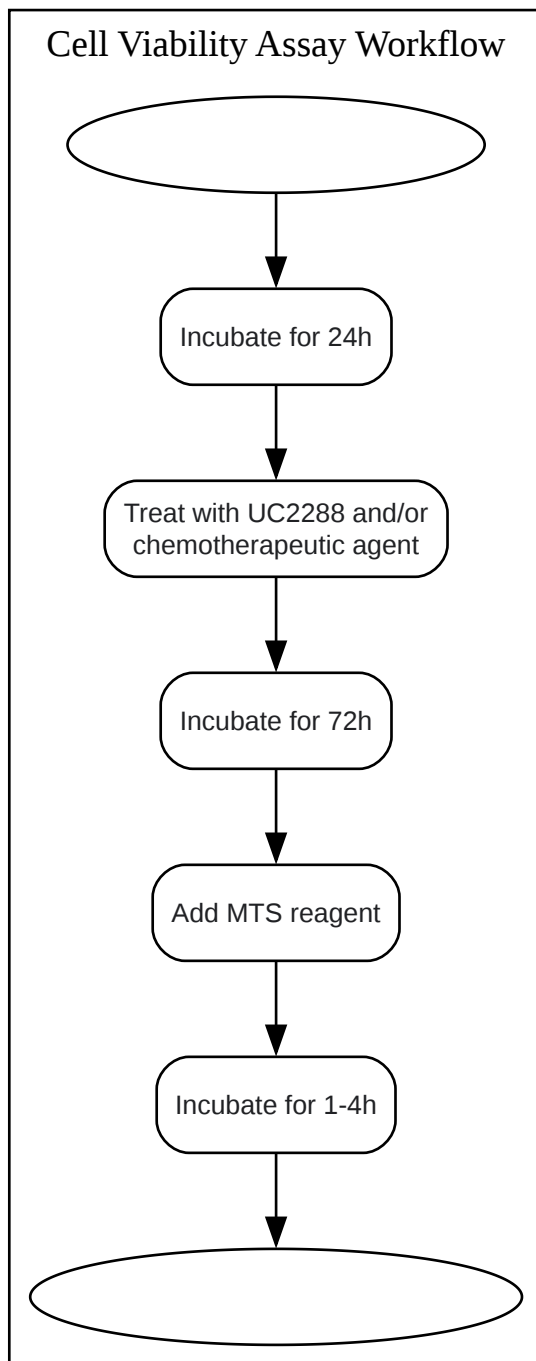 Cell Viability Assay Workflow
Incubate for 24h
Treat with UC2288 and/or
chemotherapeutic agent
Incubate for 72h
Add MTS reagent
Incubate for 1-4h